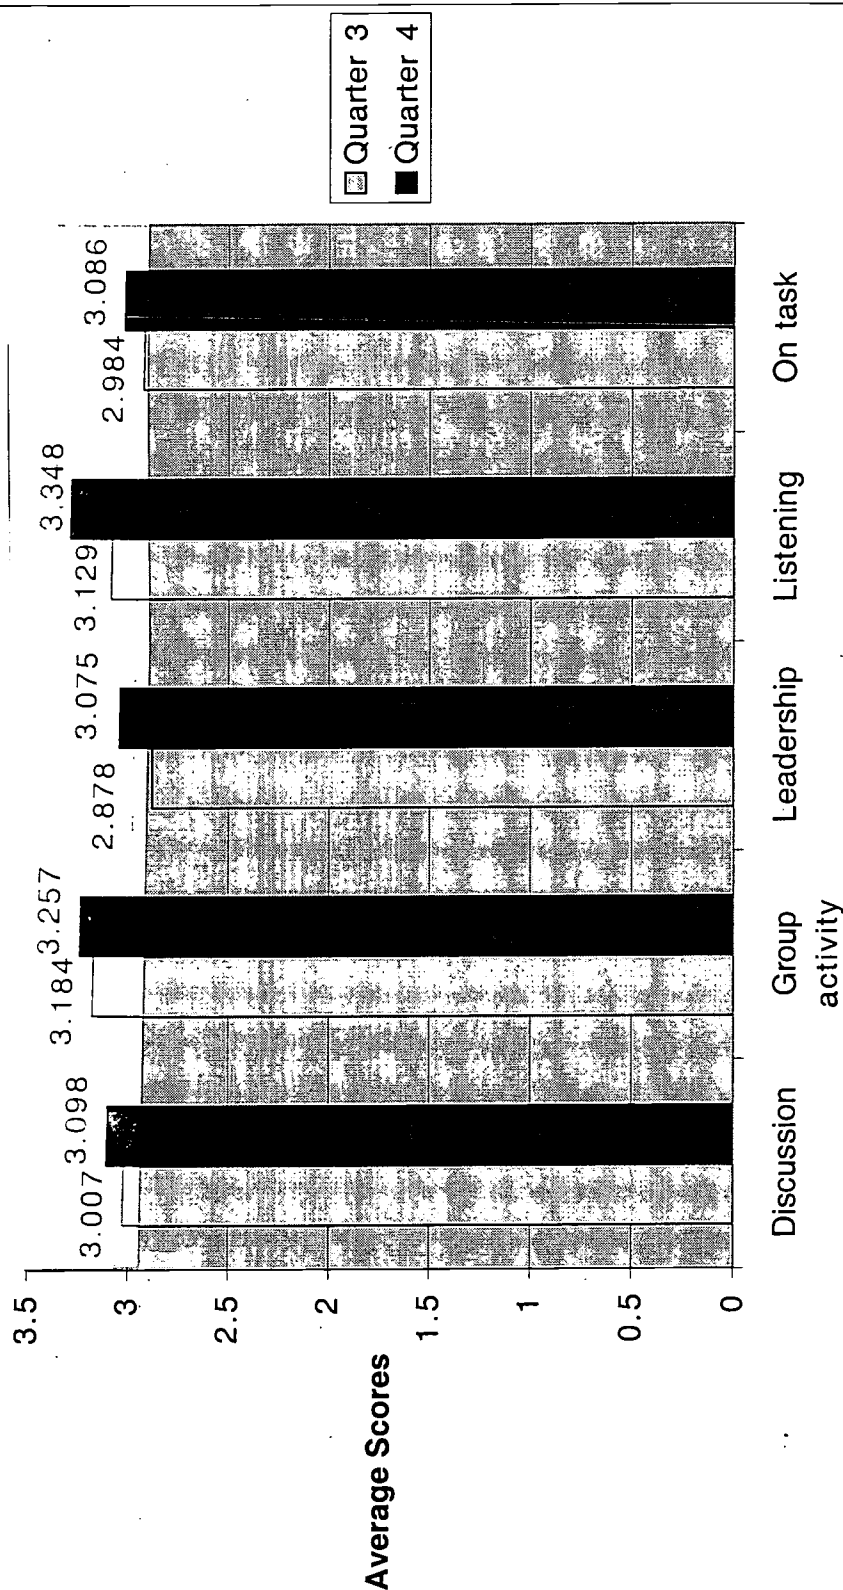 Average Scores
3.5
3
2.5
2
1.5
1
0.5
0
3.007
3.098
3.184
3.257
2.878
3.075
3.129
3.348
2.984
3.086
Discussion
Group
activity
Leadership
Listening
On task
Quarter 3
Quarter 4